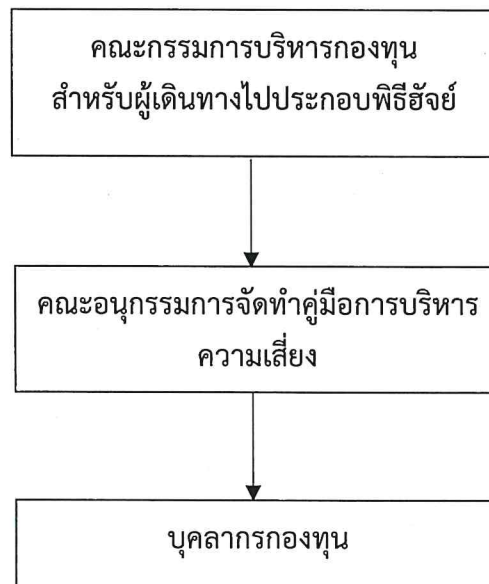 คณะกรรมการบริหารกองทุน
สำหรับผู้เดินทางไปประกอบพิธีฮัจย์
คณะอนุกรรมการจัดทำคู่มือการบริหาร
ความเสี่ยง
บุคลากรกองทุน